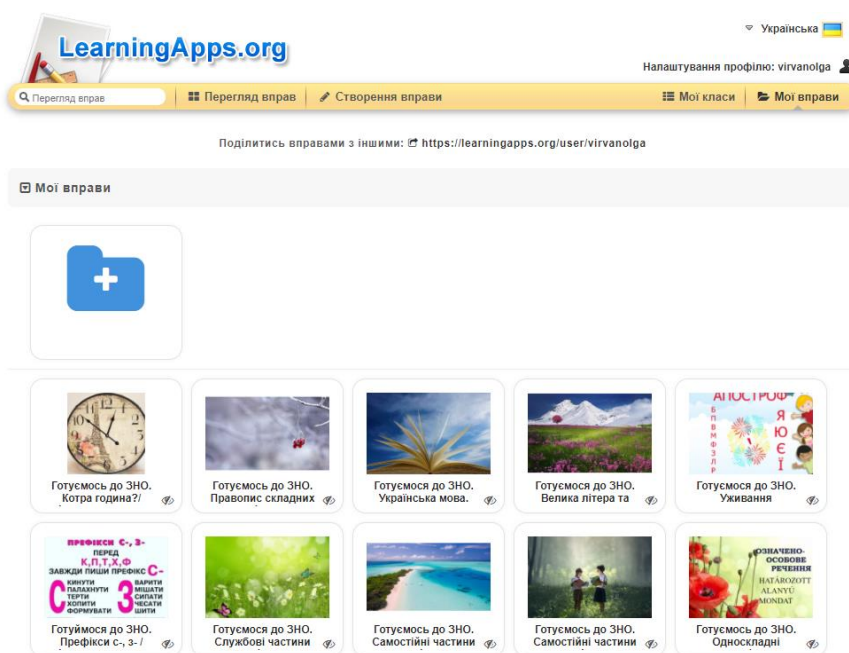 LearningApps.org
Українська
Налаштування профілю: virvanolga
Перегляд вправ
Перегляд вправ
Створення вправи
Мої класи
Мої вправи
Поділитись вправами з іншими: https://learningapps.org/user/virvanolga
Мої вправи
АПОСТРОФ
Б
П
В
М
Ф
З
Л
Р
Я
Ю
Є
Ї
Готуємось до ЗНО.
Котра година?/
Готуємось до ЗНО.
Правопис складних
Готуємося до ЗНО.
Українська мова.
Готуємося до ЗНО.
Велика літера та
Готуємося до ЗНО.
Уживання
ПРЕФІКСИ С-, З-
ПЕРЕД
К,П,Т,Х,Ф
ЗАВЖДИ ПИШИ ПРЕФІКС С-
С
КИНУТИ
ПАЛАХНУТИ
ТЕРТИ
ХОПИТИ
ФОРМУВАТИ
З
ВАРИТИ
МІШАТИ
СИПАТИ
ЧЕСАТИ
ШИТИ
ОЗНАЧЕНО-
ОСОБОВЕ
РЕЧЕННЯ
HATÁROZOTT
ALANYÚ
MONDAT
Готуймося до ЗНО.
Префікси с-, з- /
Готуємося до ЗНО.
Службові частини
Готуємось до ЗНО.
Самостійні частини
Готуємось до ЗНО.
Самостійні частини
Готуємось до ЗНО.
Односкладні